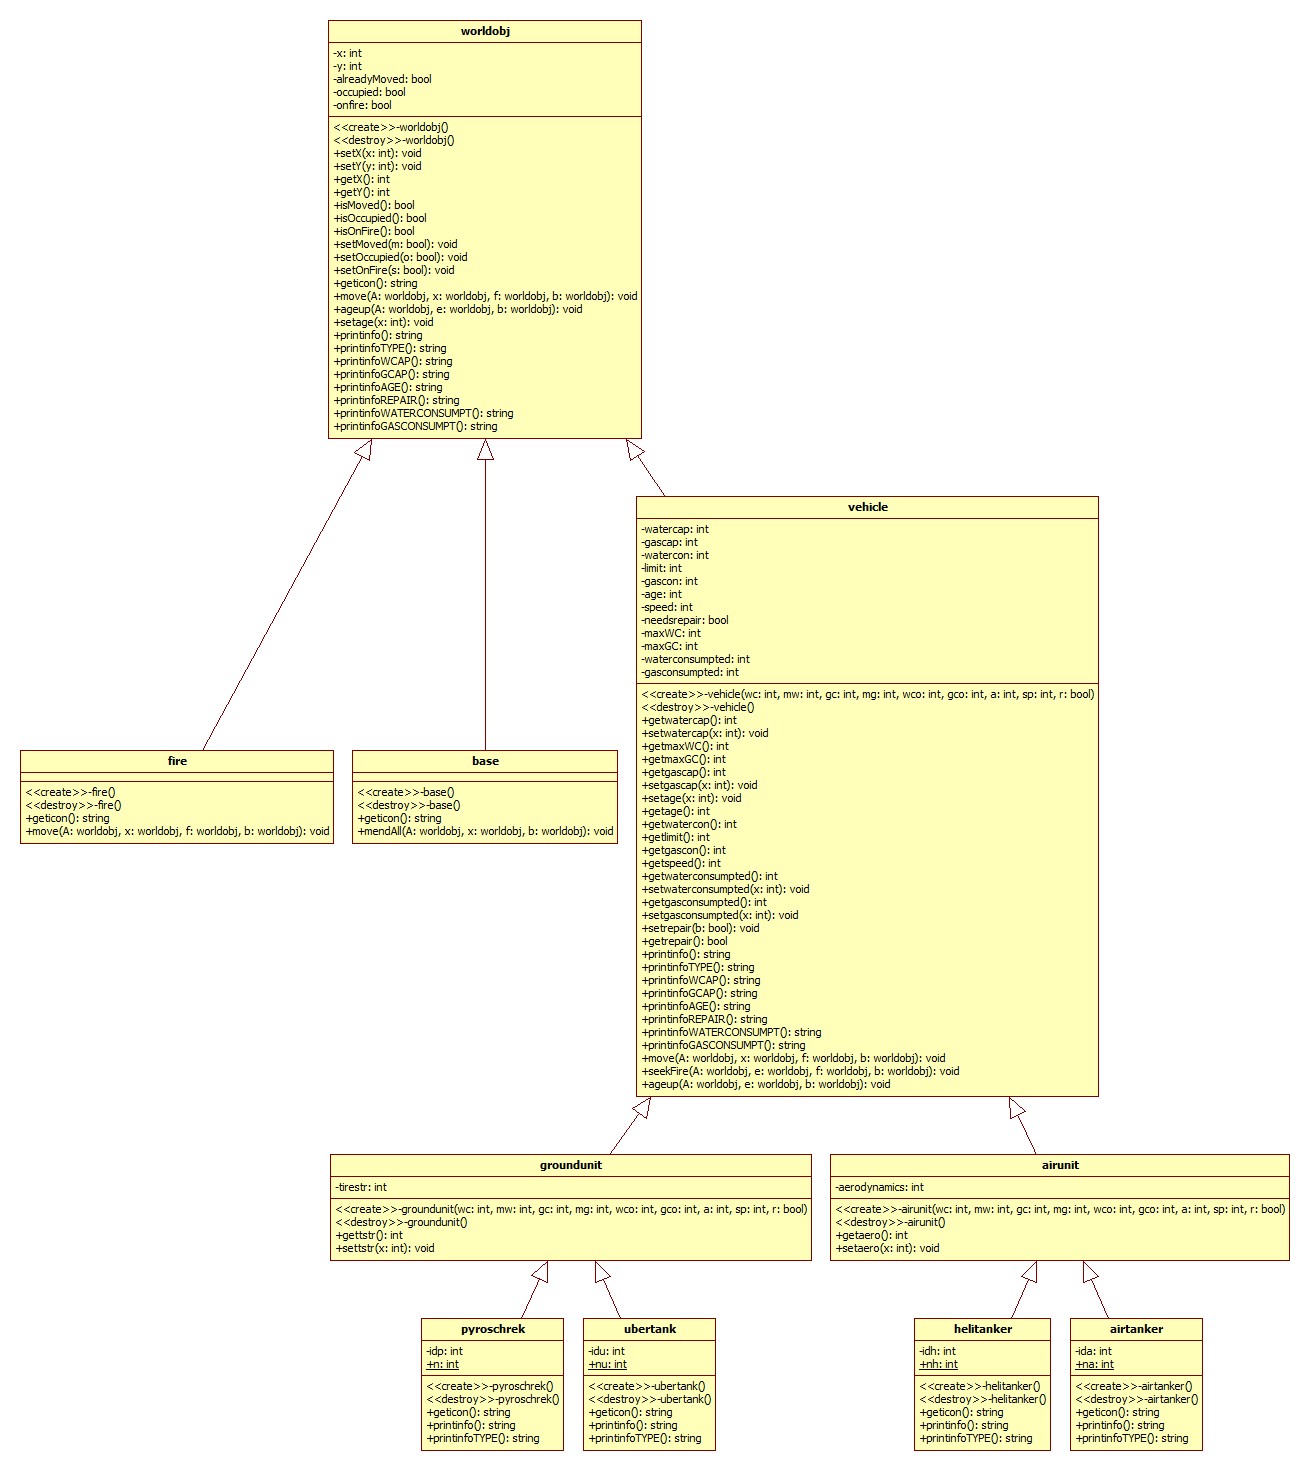 worldobj
-x: int
-y: int
-alreadyMoved: bool
-occupied: bool
-onfire: bool
<<create>>-worldobj()
<<destroy>>-worldobj()
+setX(x: int): void
+setY(y: int): void
+getX(): int
+getY(): int
+isMoved(): bool
+isOccupied(): bool
+isOnFire(): bool
+setMoved(m: bool): void
+setOccupied(o: bool): void
+setOnFire(s: bool): void
+geticon(): string
+move(A: worldobj, x: worldobj, f: worldobj, b: worldobj): void
+ageup(A: worldobj, e: worldobj, b: worldobj): void
+setage(x: int): void
+printinfo(): string
+printinfoTYPE(): string
+printinfoWCAP(): string
+printinfoGCAP(): string
+printinfoAGE(): string
+printinfoREPAIR(): string
+printinfoWATERCONSUMPT(): string
+printinfoGASCONSUMPT(): string
vehicle
-watercap: int
-gascap: int
-watercon: int
-limit: int
-gascon: int
-age: int
-speed: int
-needsrepair: bool
-maxWC: int
-maxGC: int
-waterconsumpted: int
-gasconsumpted: int
<<create>>-vehicle(wc: int, mw: int, gc: int, mg: int, wco: int, gco: int, a: int, sp: int, r: bool)
<<destroy>>-vehicle()
+getwatercap(): int
+setwatercap(x: int): void
+getmaxWC(): int
+getmaxGC(): int
+getgascap(): int
+setgascap(x: int): void
+setage(x: int): void
+getage(): int
+getwatercon(): int
+getlimit(): int
+getgascon(): int
+getspeed(): int
+getwaterconsumpted(): int
+setwaterconsumpted(x: int): void
+getgasconsumpted(): int
+setgasconsumpted(x: int): void
+setrepair(b: bool): void
+getrepair(): bool
+printinfo(): string
+printinfoTYPE(): string
+printinfoWCAP(): string
+printinfoGCAP(): string
+printinfoAGE(): string
+printinfoREPAIR(): string
+printinfoWATERCONSUMPT(): string
+printinfoGASCONSUMPT(): string
+move(A: worldobj, x: worldobj, f: worldobj, b: worldobj): void
+seekFire(A: worldobj, e: worldobj, f: worldobj, b: worldobj): void
+ageup(A: worldobj, e: worldobj, b: worldobj): void
fire
<<create>>-fire()
<<destroy>>-fire()
+geticon(): string
+move(A: worldobj, x: worldobj, f: worldobj, b: worldobj): void
base
<<create>>-base()
<<destroy>>-base()
+geticon(): string
+mendAll(A: worldobj, x: worldobj, b: worldobj): void
groundunit
-tirestr: int
<<create>>-groundunit(wc: int, mw: int, gc: int, mg: int, wco: int, gco: int, a: int, sp: int, r: bool)
<<destroy>>-groundunit()
+gettstr(): int
+settstr(x: int): void
airunit
-aerodynamics: int
<<create>>-airunit(wc: int, mw: int, gc: int, mg: int, wco: int, gco: int, a: int, sp: int, r: bool)
<<destroy>>-airunit()
+getaero(): int
+setaero(x: int): void
pyroschrek
-idp: int
+n: int
<<create>>-pyroschrek()
<<destroy>>-pyroschrek()
+geticon(): string
+printinfo(): string
+printinfoTYPE(): string
ubertank
-idu: int
+nu: int
<<create>>-ubertank()
<<destroy>>-ubertank()
+geticon(): string
+printinfo(): string
+printinfoTYPE(): string
helitanker
-idh: int
+nh: int
<<create>>-helitanker()
<<destroy>>-helitanker()
+geticon(): string
+printinfo(): string
+printinfoTYPE(): string
airtanker
-ida: int
+na: int
<<create>>-airtanker()
<<destroy>>-airtanker()
+geticon(): string
+printinfo(): string
+printinfoTYPE(): string